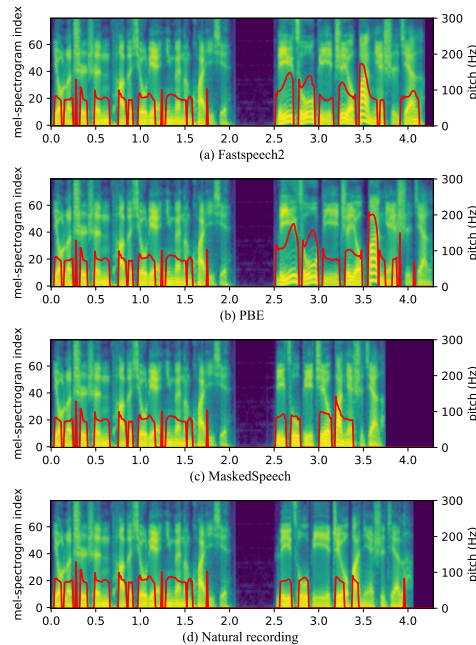 300
60
200
40
100
20
0
0
mel-spectrogram index
pitch (Hz)
0.0 0.5 1.0 1.5 2.0 2.5 3.0 3.5 4.0
(a) Fastspeech2
300
60
200
40
100
20
0
0
mel-spectrogram index
pitch (Hz)
0.0 0.5 1.0 1.5 2.0 2.5 3.0 3.5 4.0
(b) PBE
300
60
200
40
100
20
0
0
mel-spectrogram index
pitch (Hz)
0.0 0.5 1.0 1.5 2.0 2.5 3.0 3.5 4.0
(c) MaskedSpeech
300
60
200
40
100
20
0
0
mel-spectrogram index
pitch (Hz)
0.0 0.5 1.0 1.5 2.0 2.5 3.0 3.5 4.0
(d) Natural recording